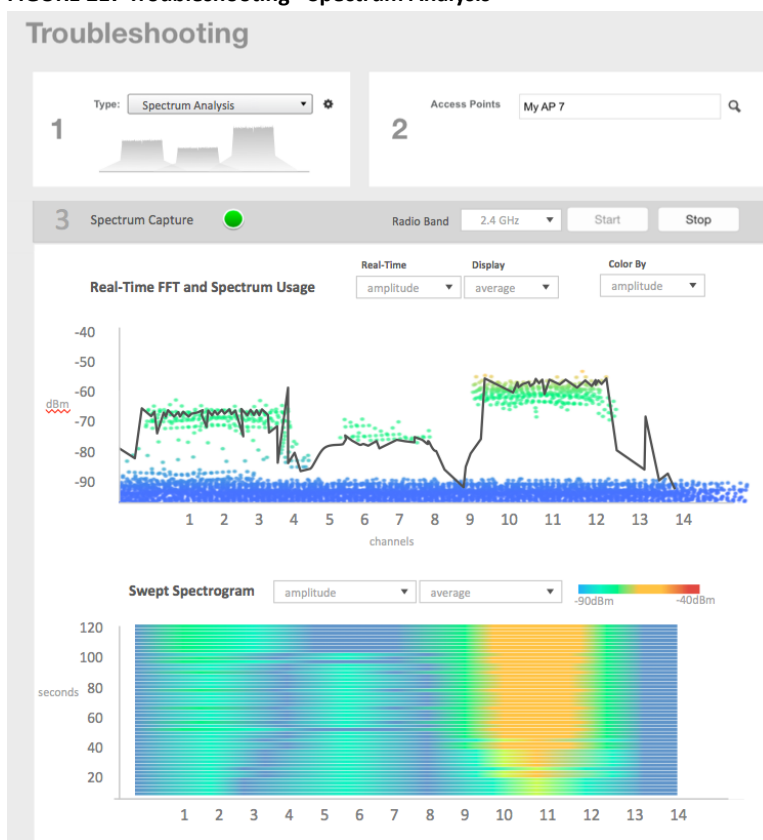 Troubleshooting
1
Type:
Spectrum Analysis
2
Access Points
My AP 7
3
Spectrum Capture
Radio Band
2.4 GHz
Start
Stop
Real-Time FFT and Spectrum Usage
Real-Time
amplitude
Display
average
Color By
amplitude
-40
-50
-60
dBm
-70
-80
-90
1 2 3 4 5 6 7 8 9 10 11 12 13 14
channels
Swept Spectrogram
amplitude
average
-90dBm
-40dBm
120
100
seconds
80
60
40
20
1 2 3 4 5 6 7 8 9 10 11 12 13 14